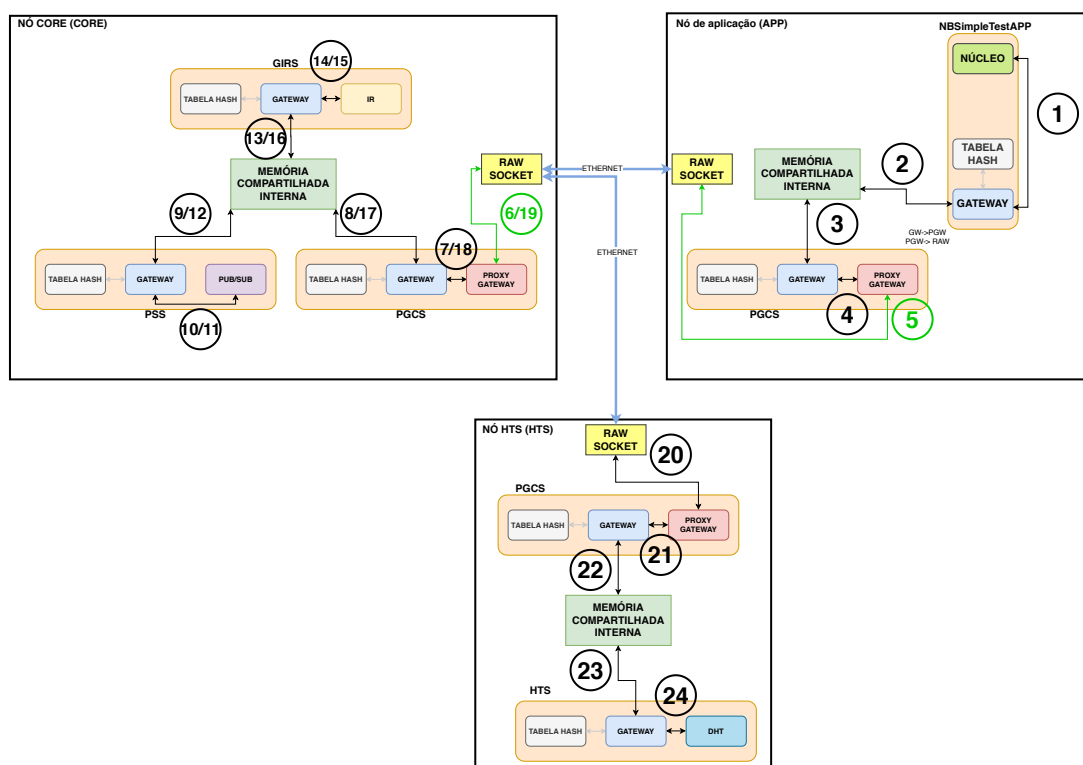 NÓ CORE (CORE)
GIRS
14/15
TABELA HASH
GATEWAY
IR
13/16
MEMÓRIA
COMPARTILHADA
INTERNA
RAW
SOCKET
9/12
8/17
6/19
7/18
TABELA HASH
GATEWAY
PUB/SUB
PSS
10/11
TABELA HASH
GATEWAY
PROXY
GATEWAY
PGCS
ETHERNET
ETHERNET
Nó de aplicação (APP)
NBSimpleTestAPP
NÚCLEO
1
TABELA
HASH
GATEWAY
RAW
SOCKET
MEMÓRIA
COMPARTILHADA
INTERNA
2
3
GW->PGW
PGW-> RAW
TABELA HASH
GATEWAY
PROXY
GATEWAY
PGCS
4
5
NÓ HTS (HTS)
RAW
SOCKET
20
PGCS
TABELA HASH
GATEWAY
PROXY
GATEWAY
21
22
MEMÓRIA
COMPARTILHADA
INTERNA
23
HTS
24
TABELA HASH
GATEWAY
DHT